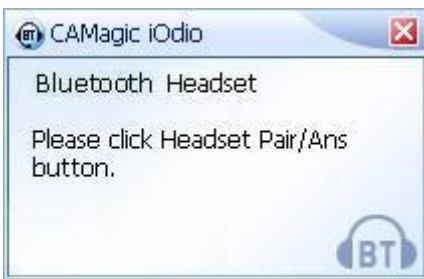 CAMagic iOdio
Bluetooth Headset
Please click Headset Pair/Ans
button.
BT